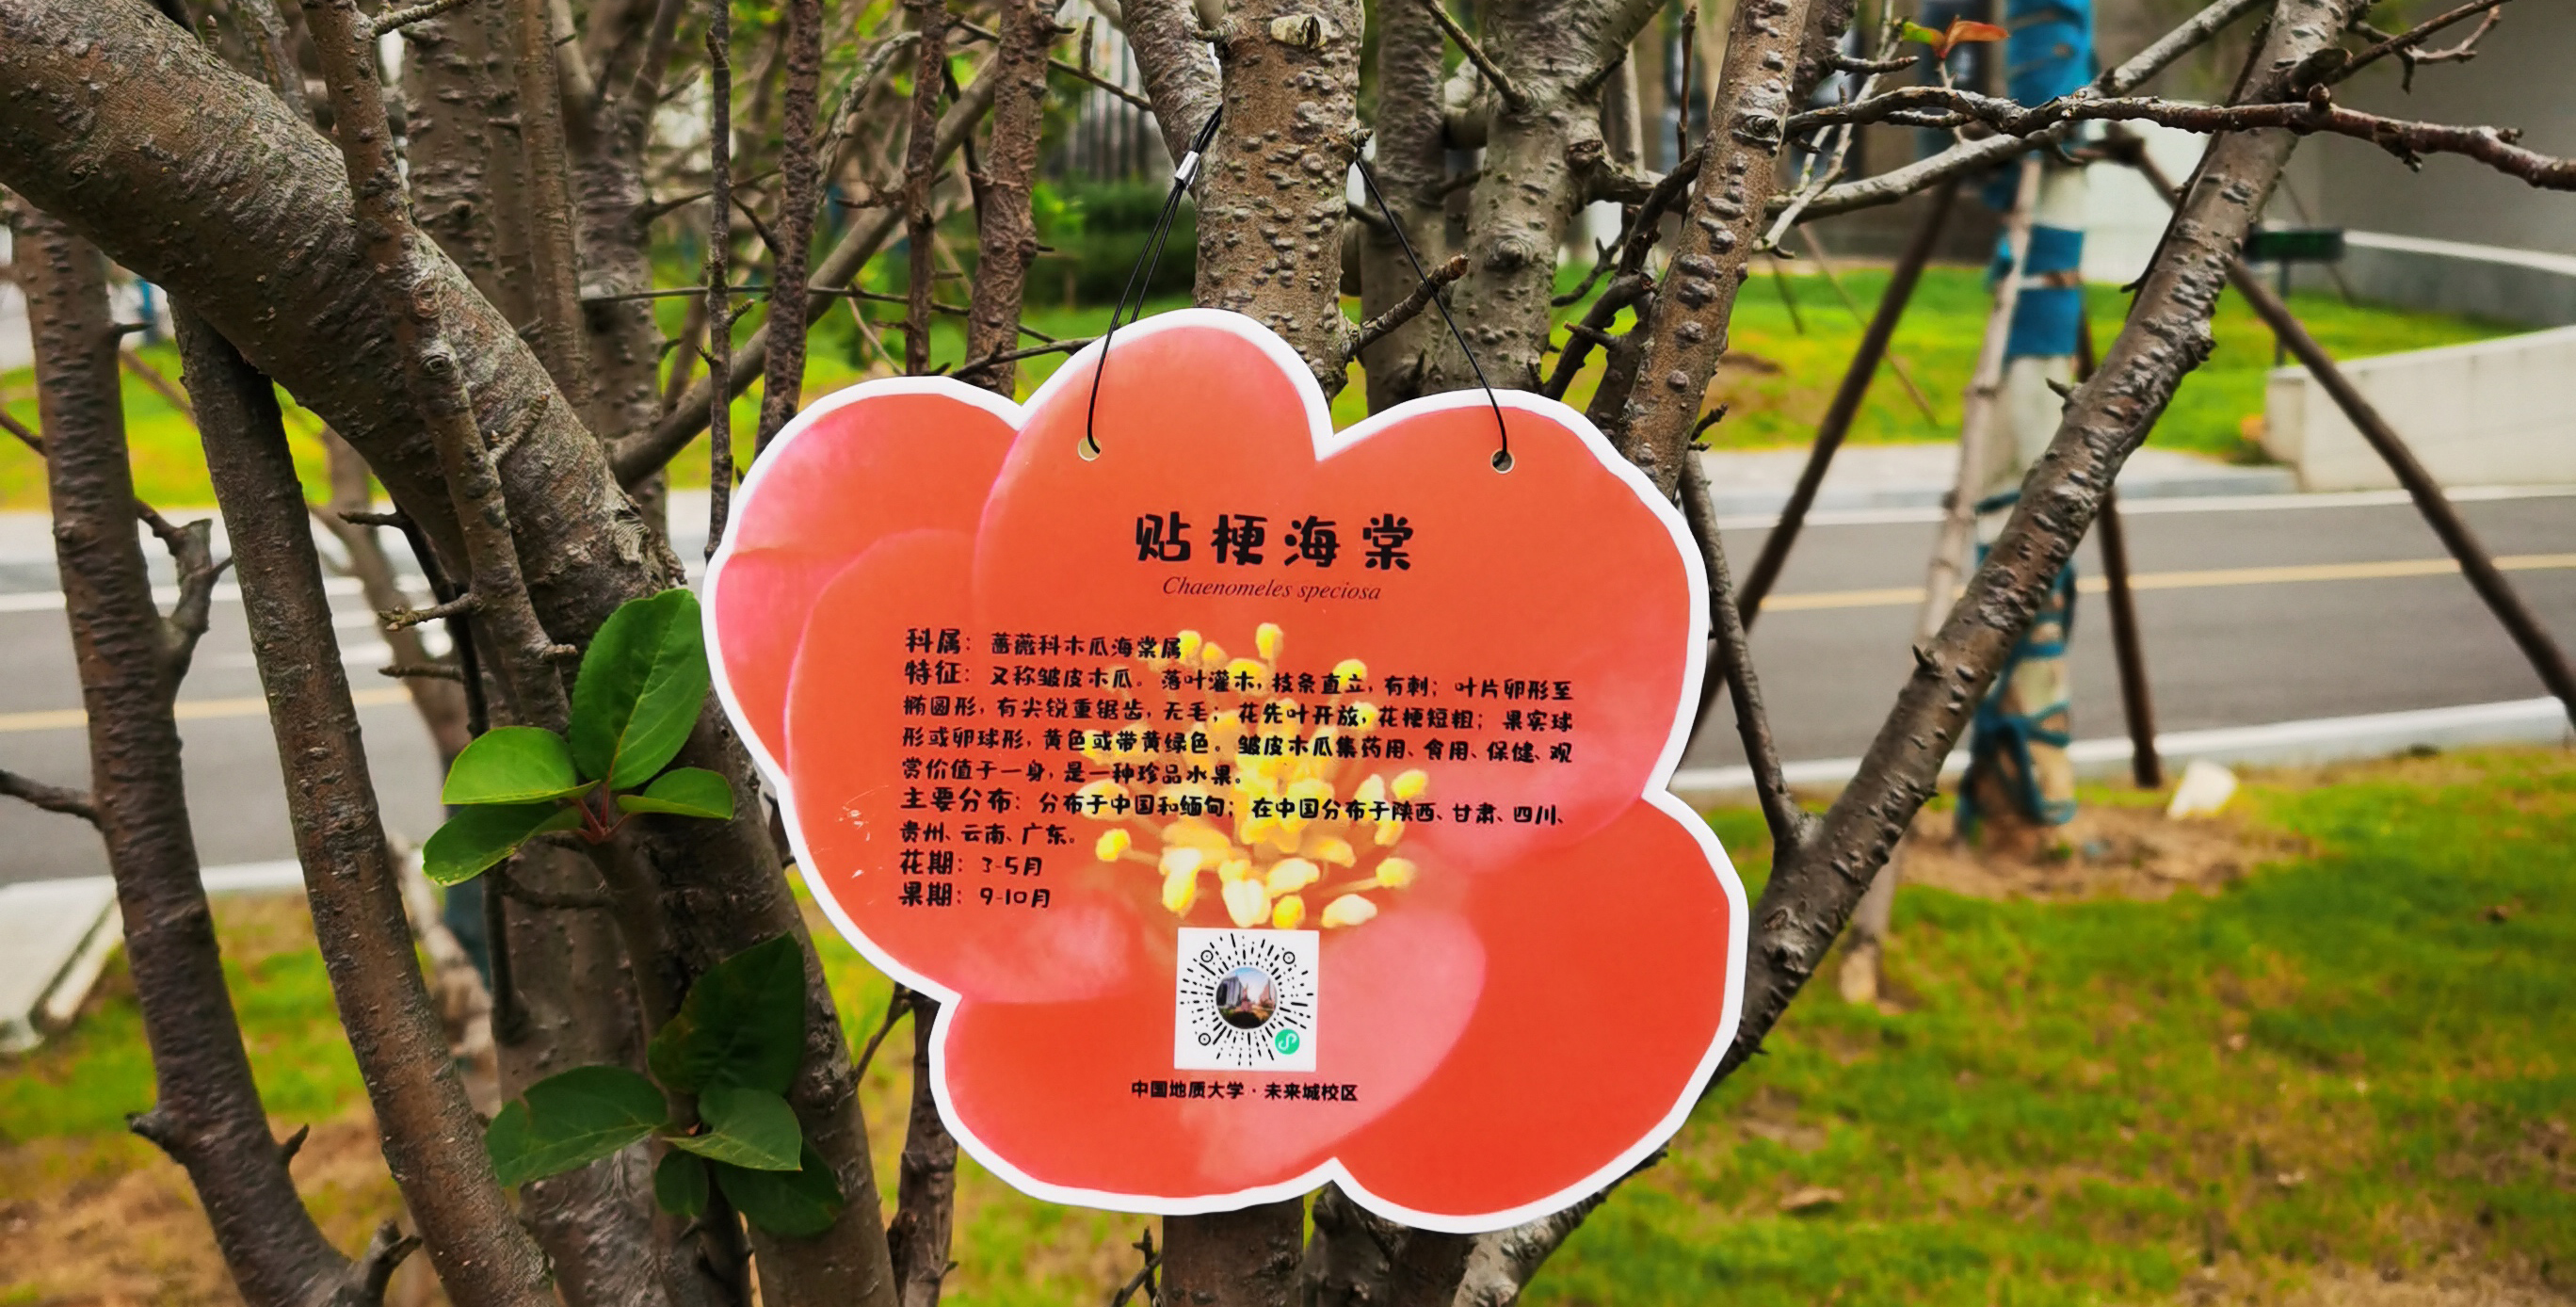 贴梗海棠
Chaenomeles speciosa
科属：蔷薇科木瓜海棠属
特征：又称皱皮木瓜。落叶灌木，枝条直立，有刺；叶片卵形至
椭圆形，有尖锐重锯齿，无毛；花先叶开放，花梗短粗；果实球
形或卵球形，黄色或带黄绿色。皱皮木瓜集药用、食用、保健、观
赏价值于一身，是一种珍品水果。
主要分布：分布于中国和缅甸；在中国分布于陕西、甘肃、四川、
贵州、云南、广东。
花期：3-5月
果期：9-10月
中国地质大学·未来城校区